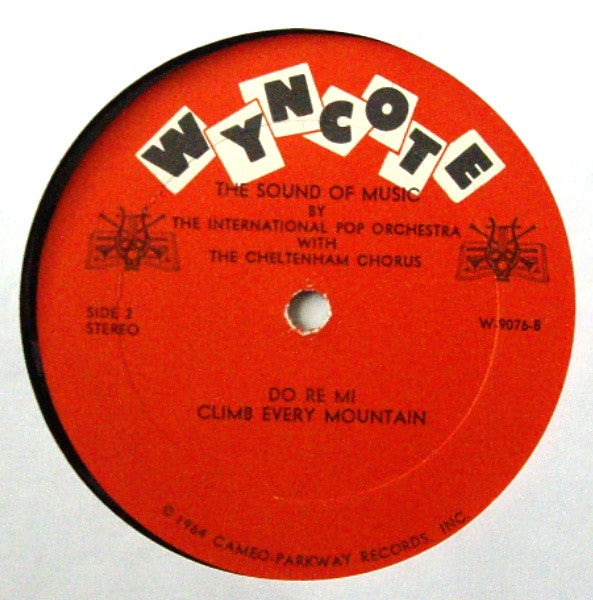 WYNCOTE
THE SOUND OF MUSIC
BY
THE INTERNATIONAL POP ORCHESTRA
WITH
THE CHELTENHAM CHORUS
SIDE 2
STEREO
W-9076-B
DO RE MI
CLIMB EVERY MOUNTAIN
© 1964 CAMEO-PARKWAY RECORDS, INC